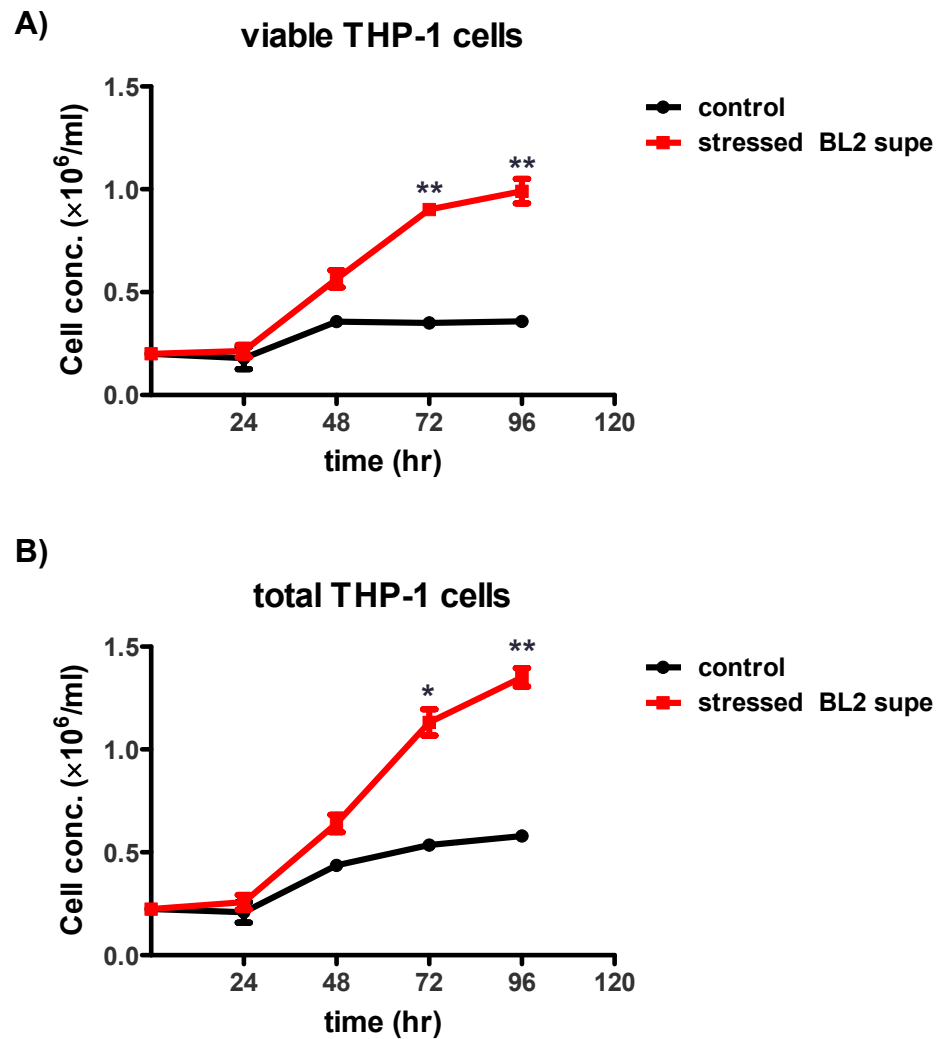 A)
viable THP-1 cells
1.5
1.0
0.5
0.0
Cell conc. (×10⁶/ml)
**
**
24 48 72 96 120
time (hr)
control
stressed BL2 supe
B)
total THP-1 cells
1.5
1.0
0.5
0.0
Cell conc. (×10⁶/ml)
*
**
24 48 72 96 120
time (hr)
control
stressed BL2 supe